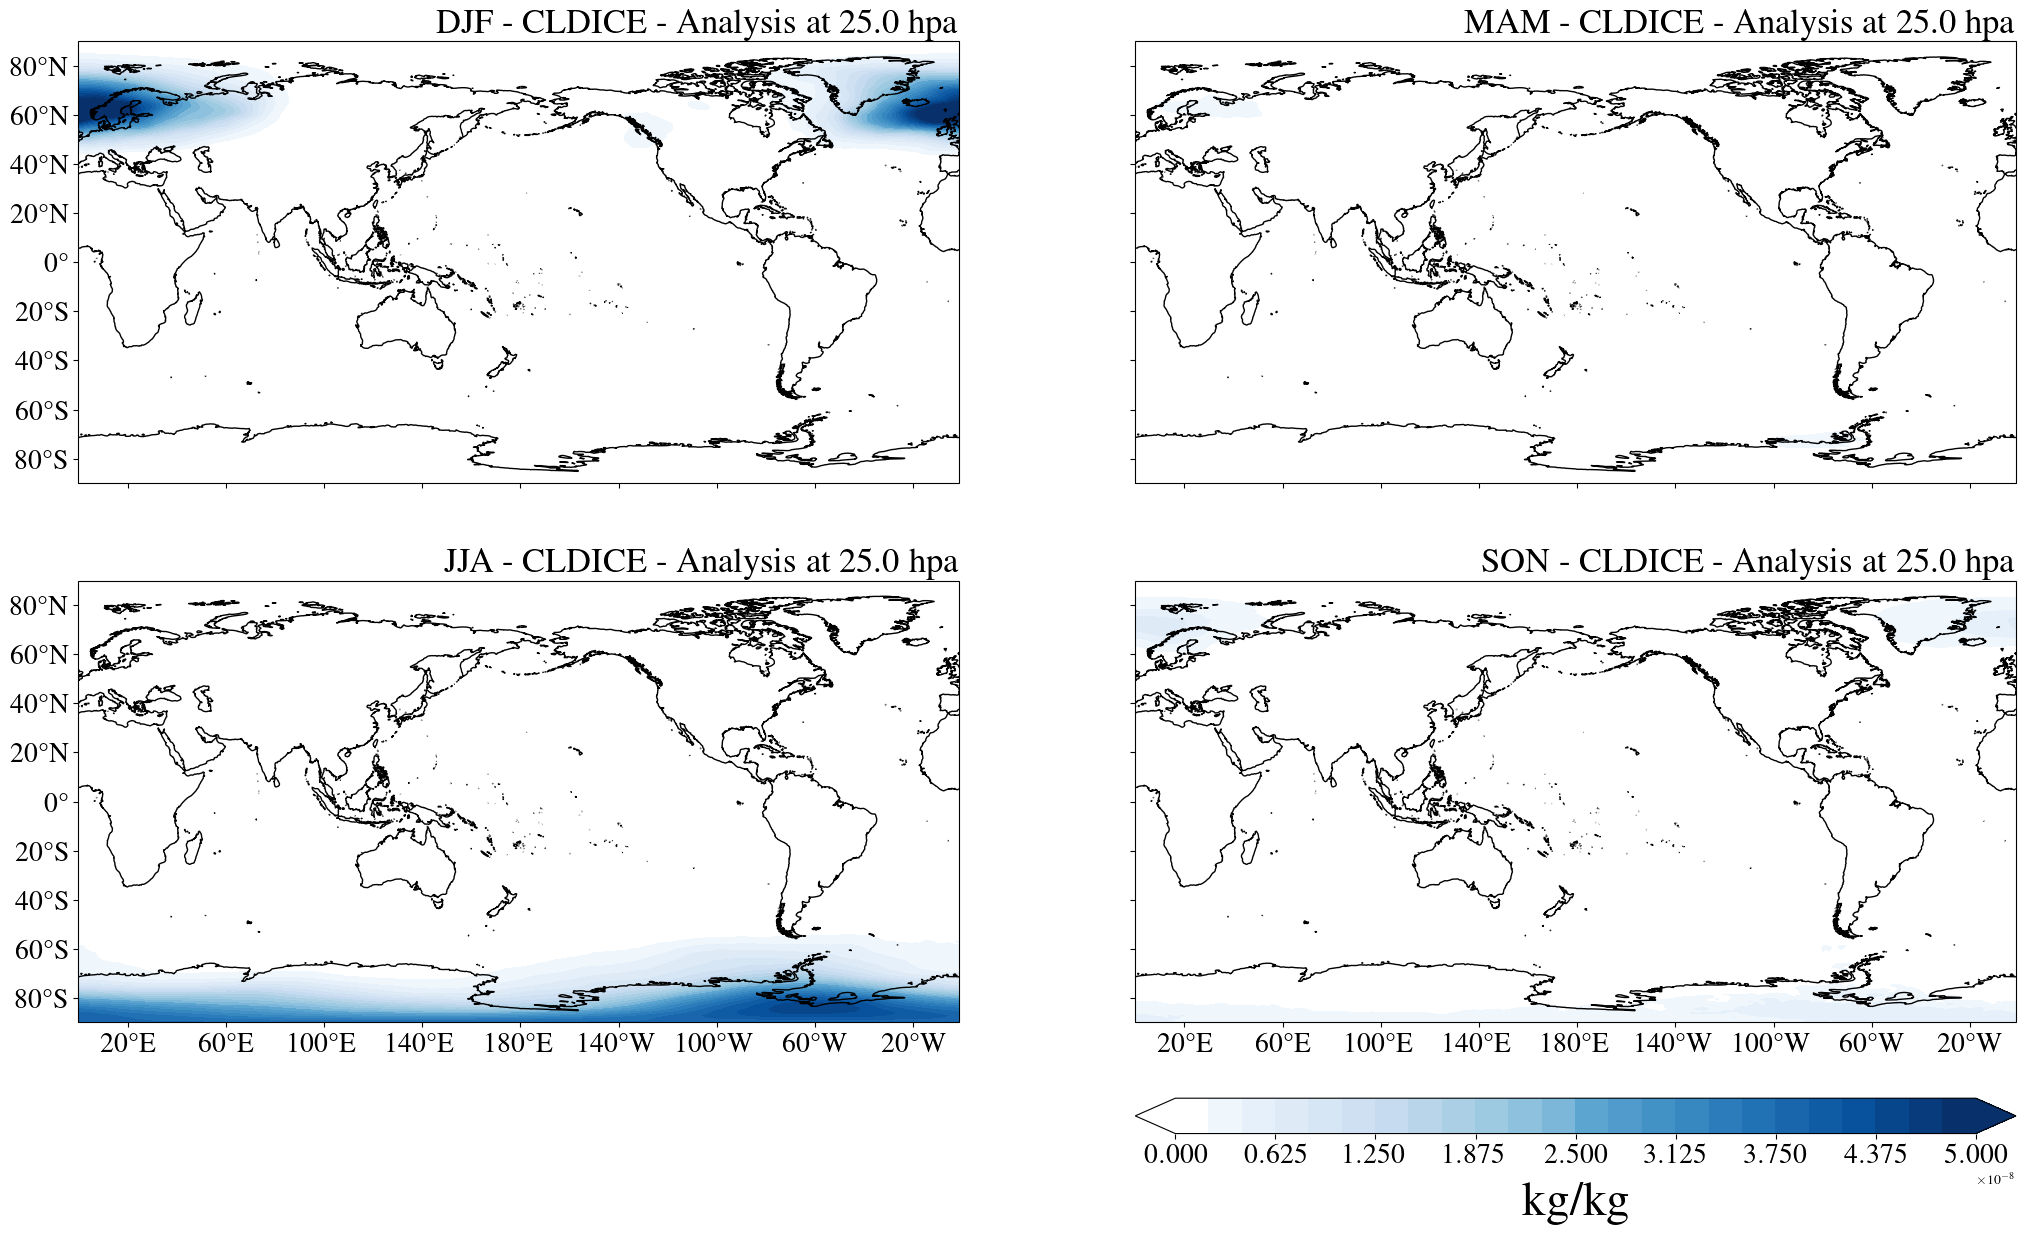 DJF - CLDICE - Analysis at 25.0 hpa
MAM - CLDICE - Analysis at 25.0 hpa
80°N
60°N
40°N
20°N
0°
20°S
40°S
60°S
80°S
JJA - CLDICE - Analysis at 25.0 hpa
SON - CLDICE - Analysis at 25.0 hpa
80°N
60°N
40°N
20°N
0°
20°S
40°S
60°S
80°S
20°E 60°E 100°E 140°E 180°E 140°W 100°W 60°W 20°W
20°E 60°E 100°E 140°E 180°E 140°W 100°W 60°W 20°W
0.000 0.625 1.250 1.875 2.500 3.125 3.750 4.375 5.000
×10⁻⁸
kg/kg